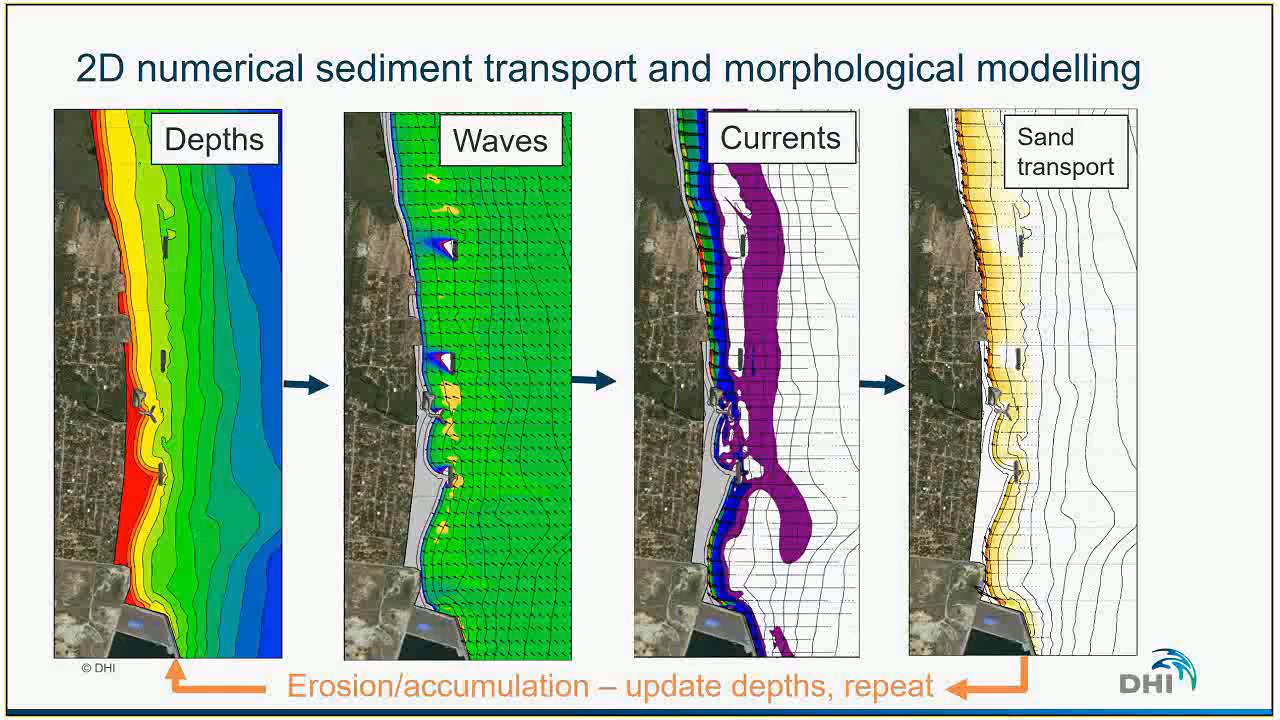 2D numerical sediment transport and morphological modelling
Depths
Waves
Currents
Sand
transport
© DHI
Erosion/accumulation – update depths, repeat
DHI